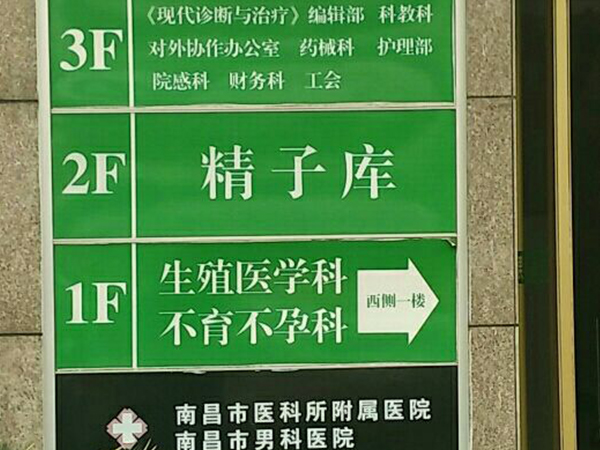 3F
《现代诊断与治疗》编辑部 科教科
对外协作办公室 药械科 护理部
院感科 财务科 工会
2F
精子库
1F
生殖医学科
不育不孕科
西侧一楼
南昌市医科所附属医院
南昌市男科医院